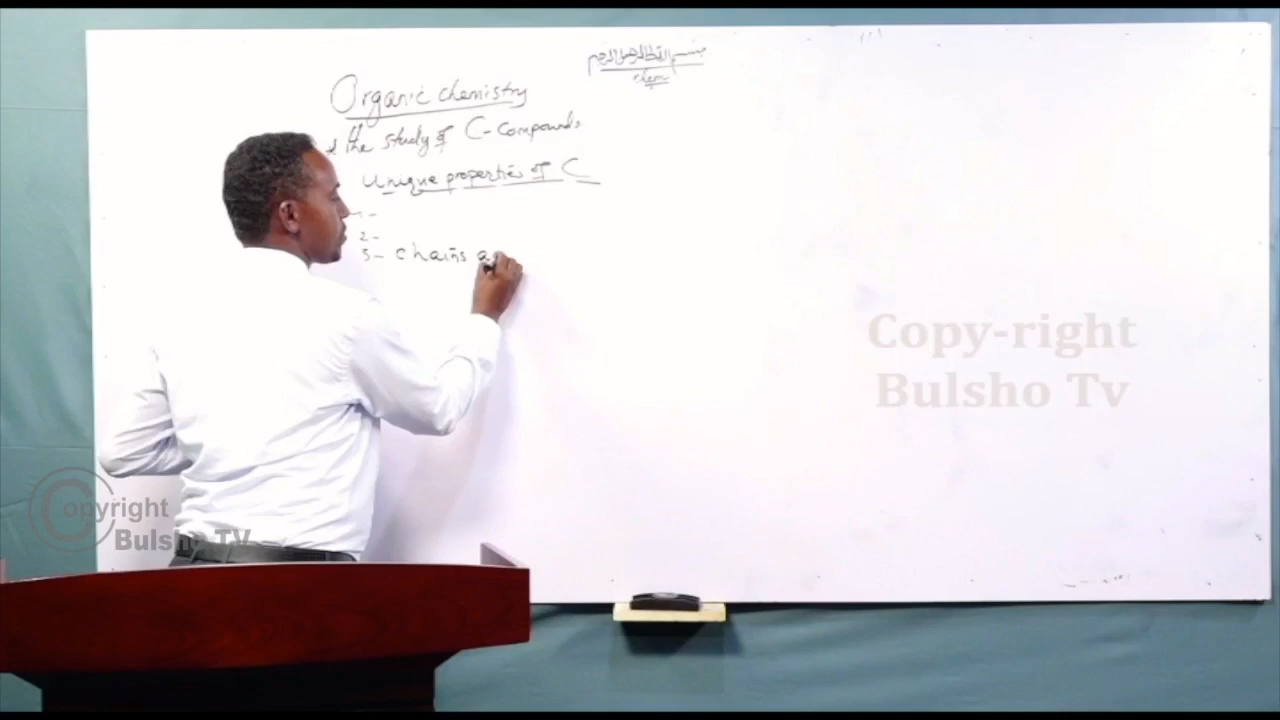 بسم الله الرحمن الرحيم
chem
Organic chemistry
the study of C-compounds
Unique properties of C
1-
2-
3- chains a
Copy-right
Bulsho Tv
Copyright
Bulsho TV